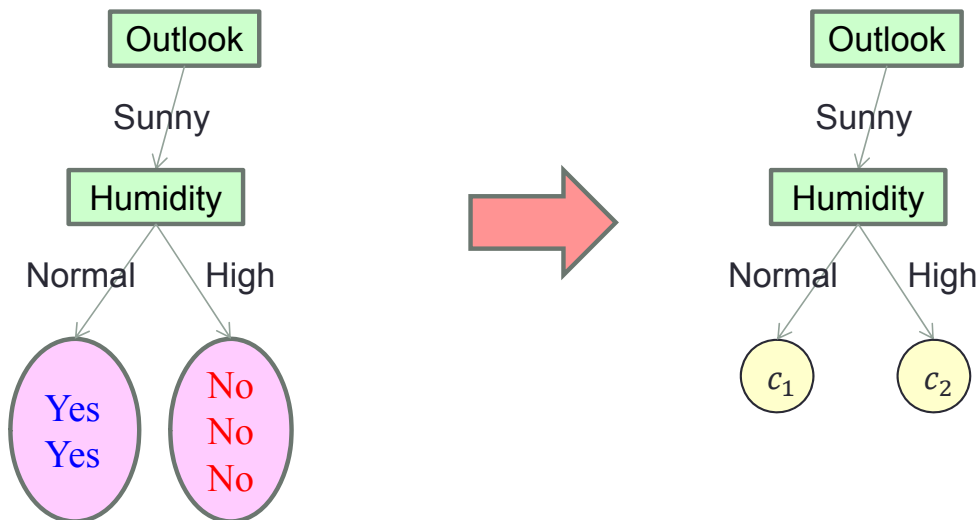 Outlook
Sunny
Humidity
Normal High
Yes
Yes
No
No
No
Outlook
Sunny
Humidity
Normal High
c₁ c₂